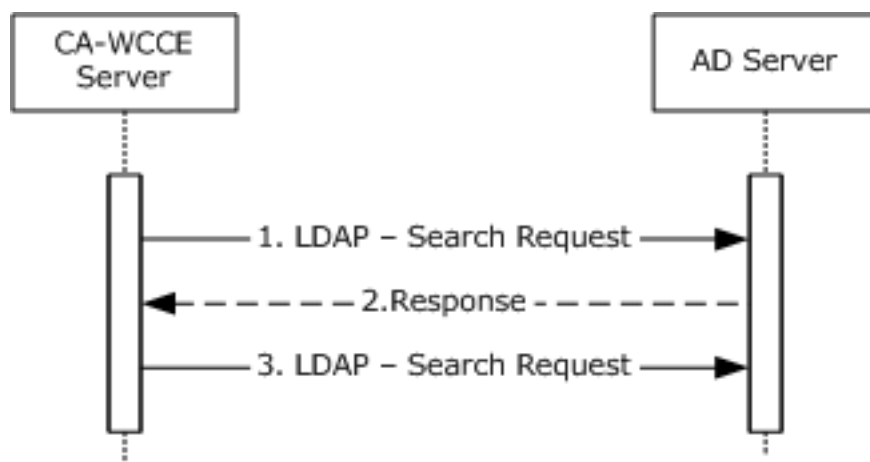 CA-WCCE
Server
AD Server
1. LDAP – Search Request
2.Response
3. LDAP – Search Request